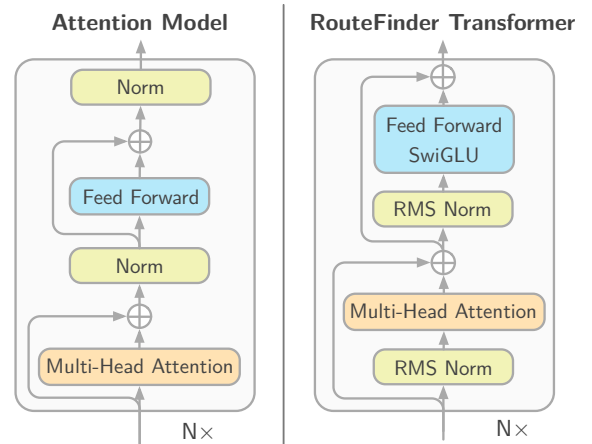 Attention Model
Norm
Feed Forward
Norm
Multi-Head Attention
N×
RouteFinder Transformer
Feed Forward
SwiGLU
RMS Norm
Multi-Head Attention
RMS Norm
N×